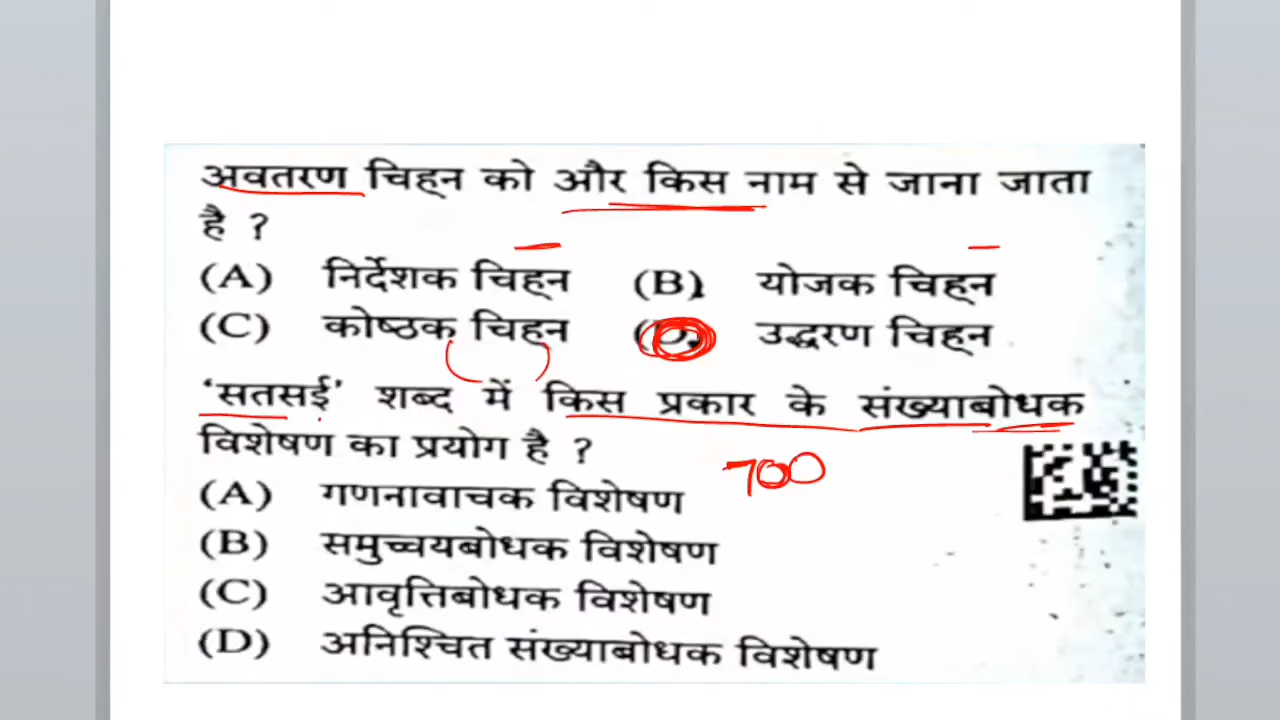 अवतरण चिह्न को और किस नाम से जाना जाता
है ?
(A) निर्देशक चिह्न (B) योजक चिह्न
(C) कोष्ठक चिह्न (D) उद्धरण चिह्न
‘सतसई’ शब्द में किस प्रकार के संख्याबोधक
विशेषण का प्रयोग है ?
700
(A) गणनावाचक विशेषण
(B) समुच्चयबोधक विशेषण
(C) आवृत्तिबोधक विशेषण
(D) अनिश्चित संख्याबोधक विशेषण